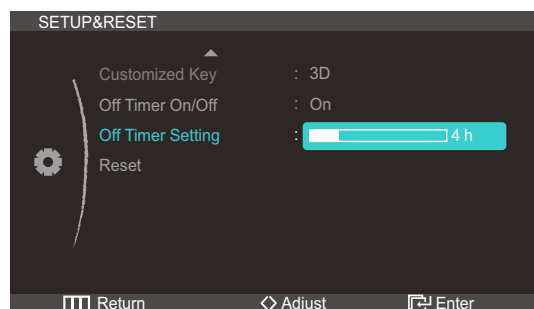 SETUP&RESET
Customized Key : 3D
Off Timer On/Off : On
Off Timer Setting : 4 h
Reset
Return Adjust Enter